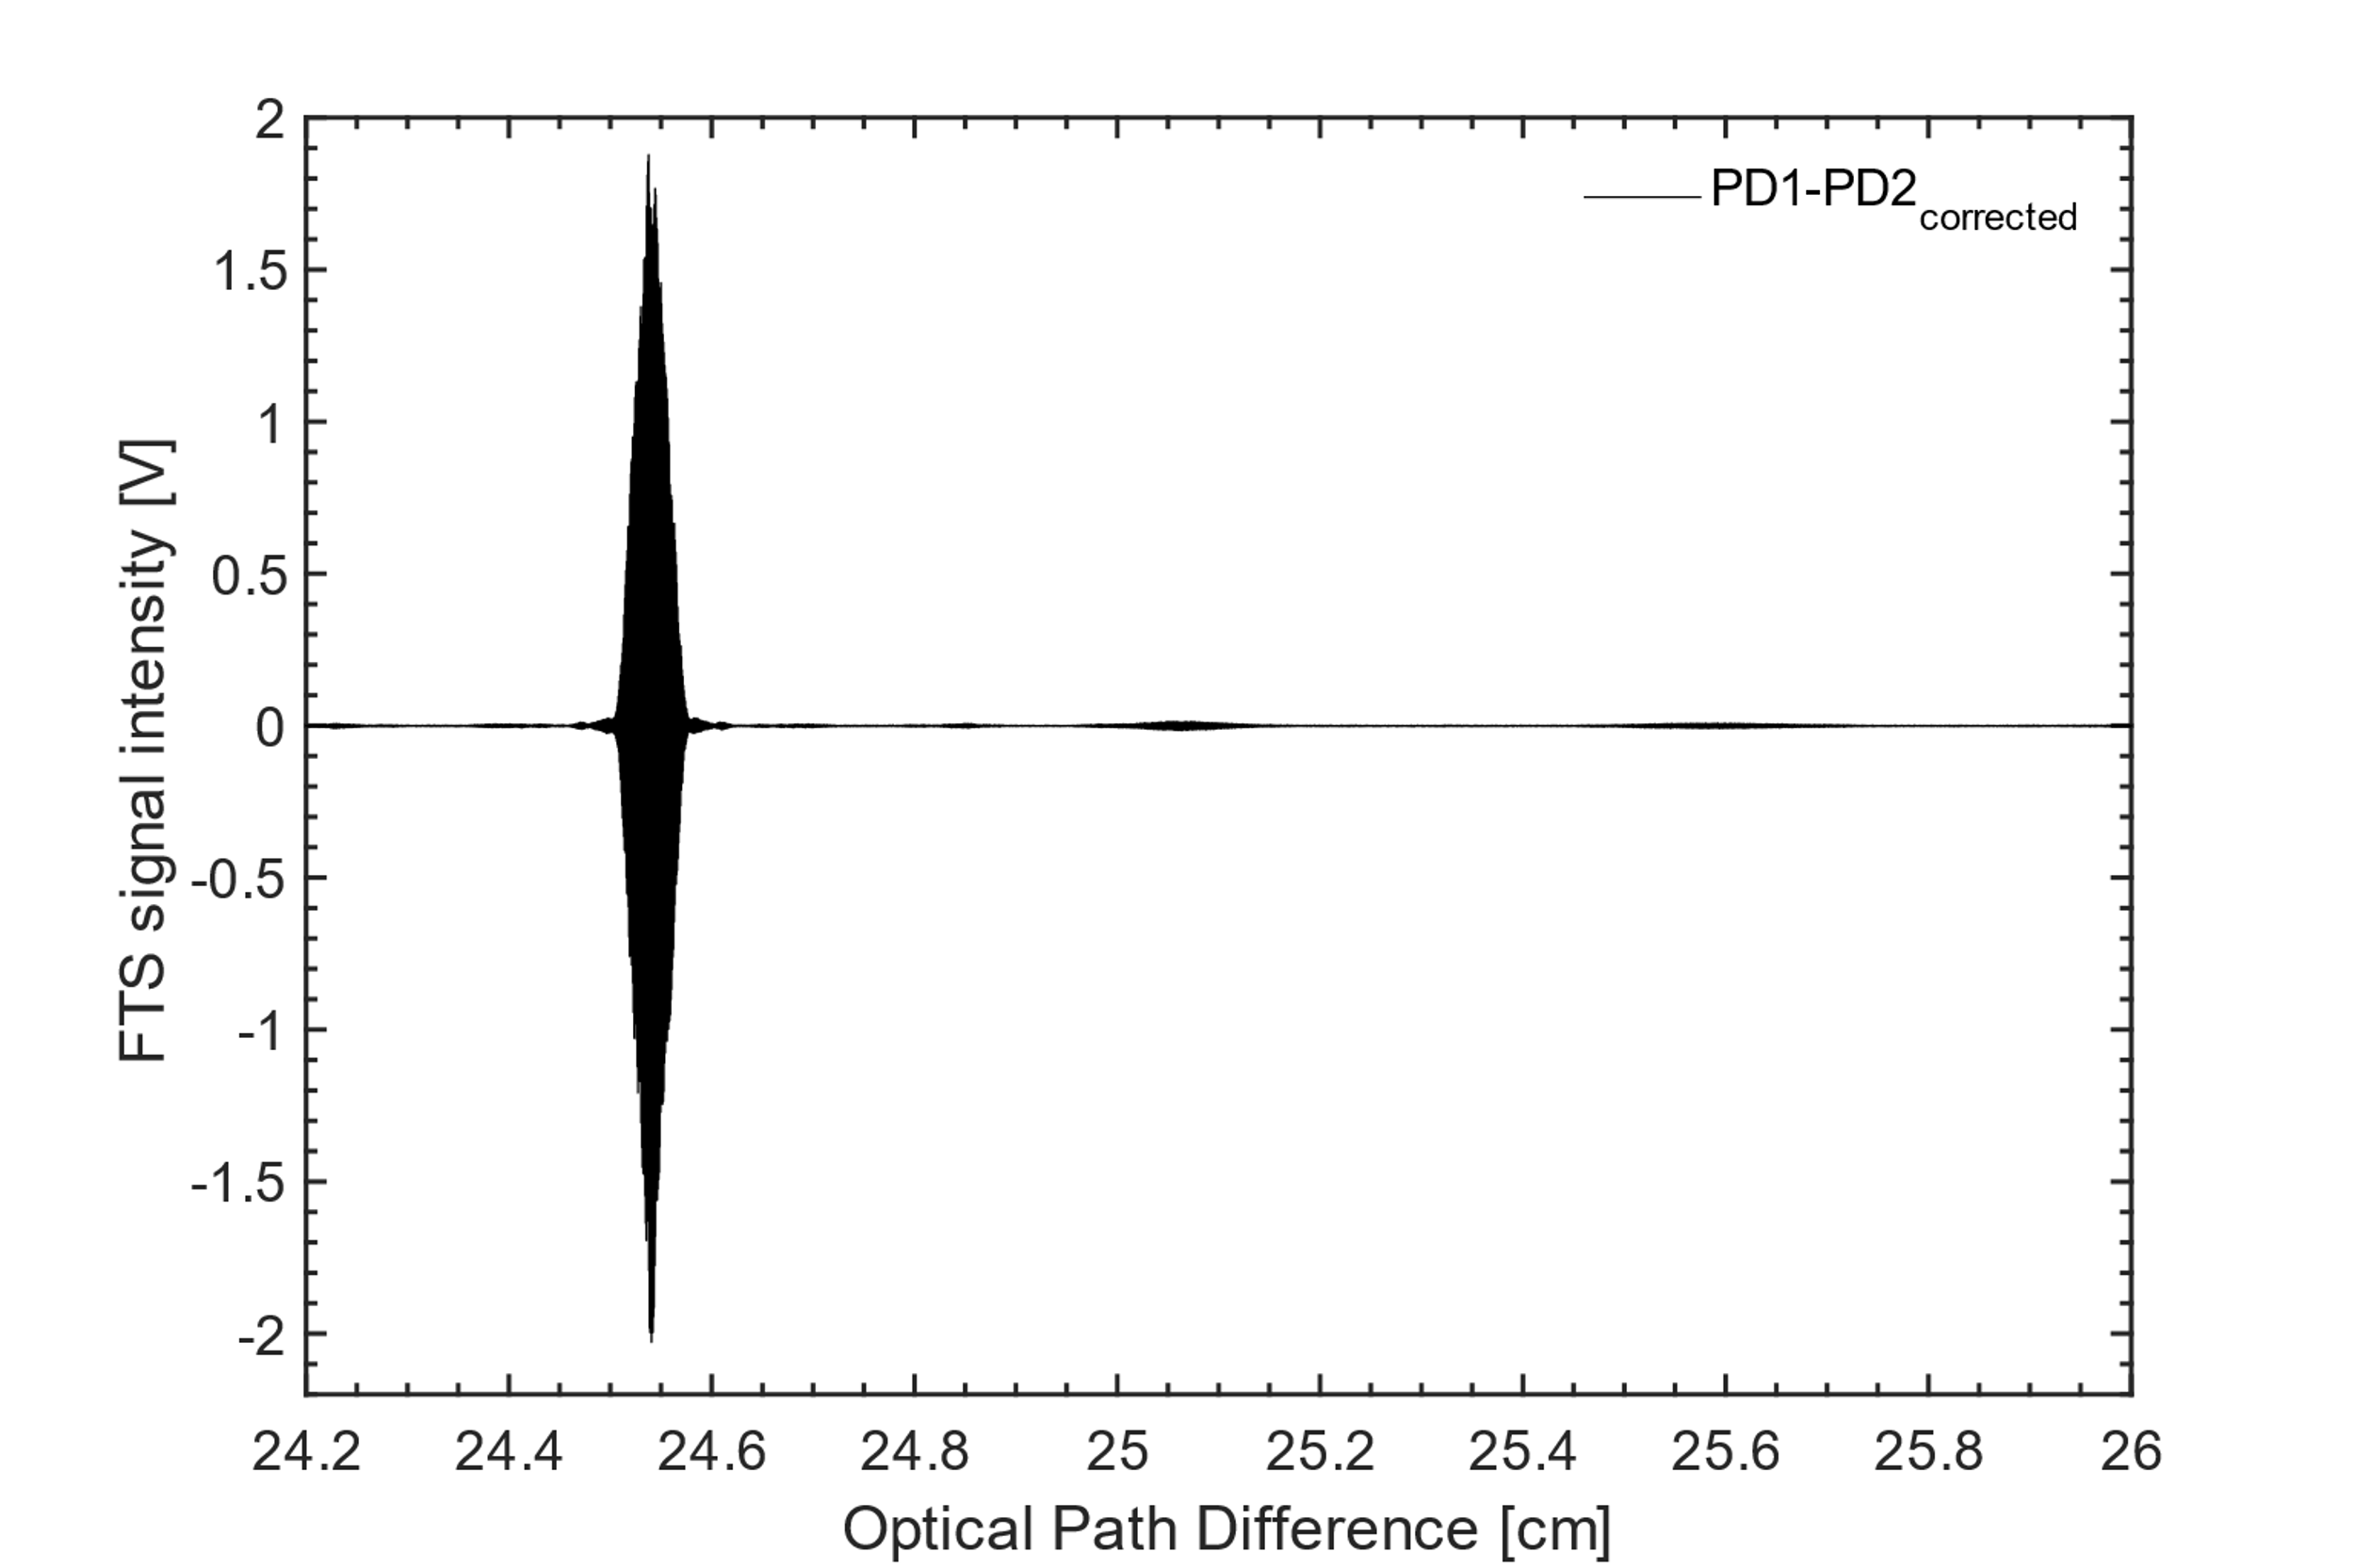 2
1.5
1
0.5
0
-0.5
-1
-1.5
-2
FTS signal intensity [V]
PD1-PD2corrected
24.2 24.4 24.6 24.8 25 25.2 25.4 25.6 25.8 26
Optical Path Difference [cm]